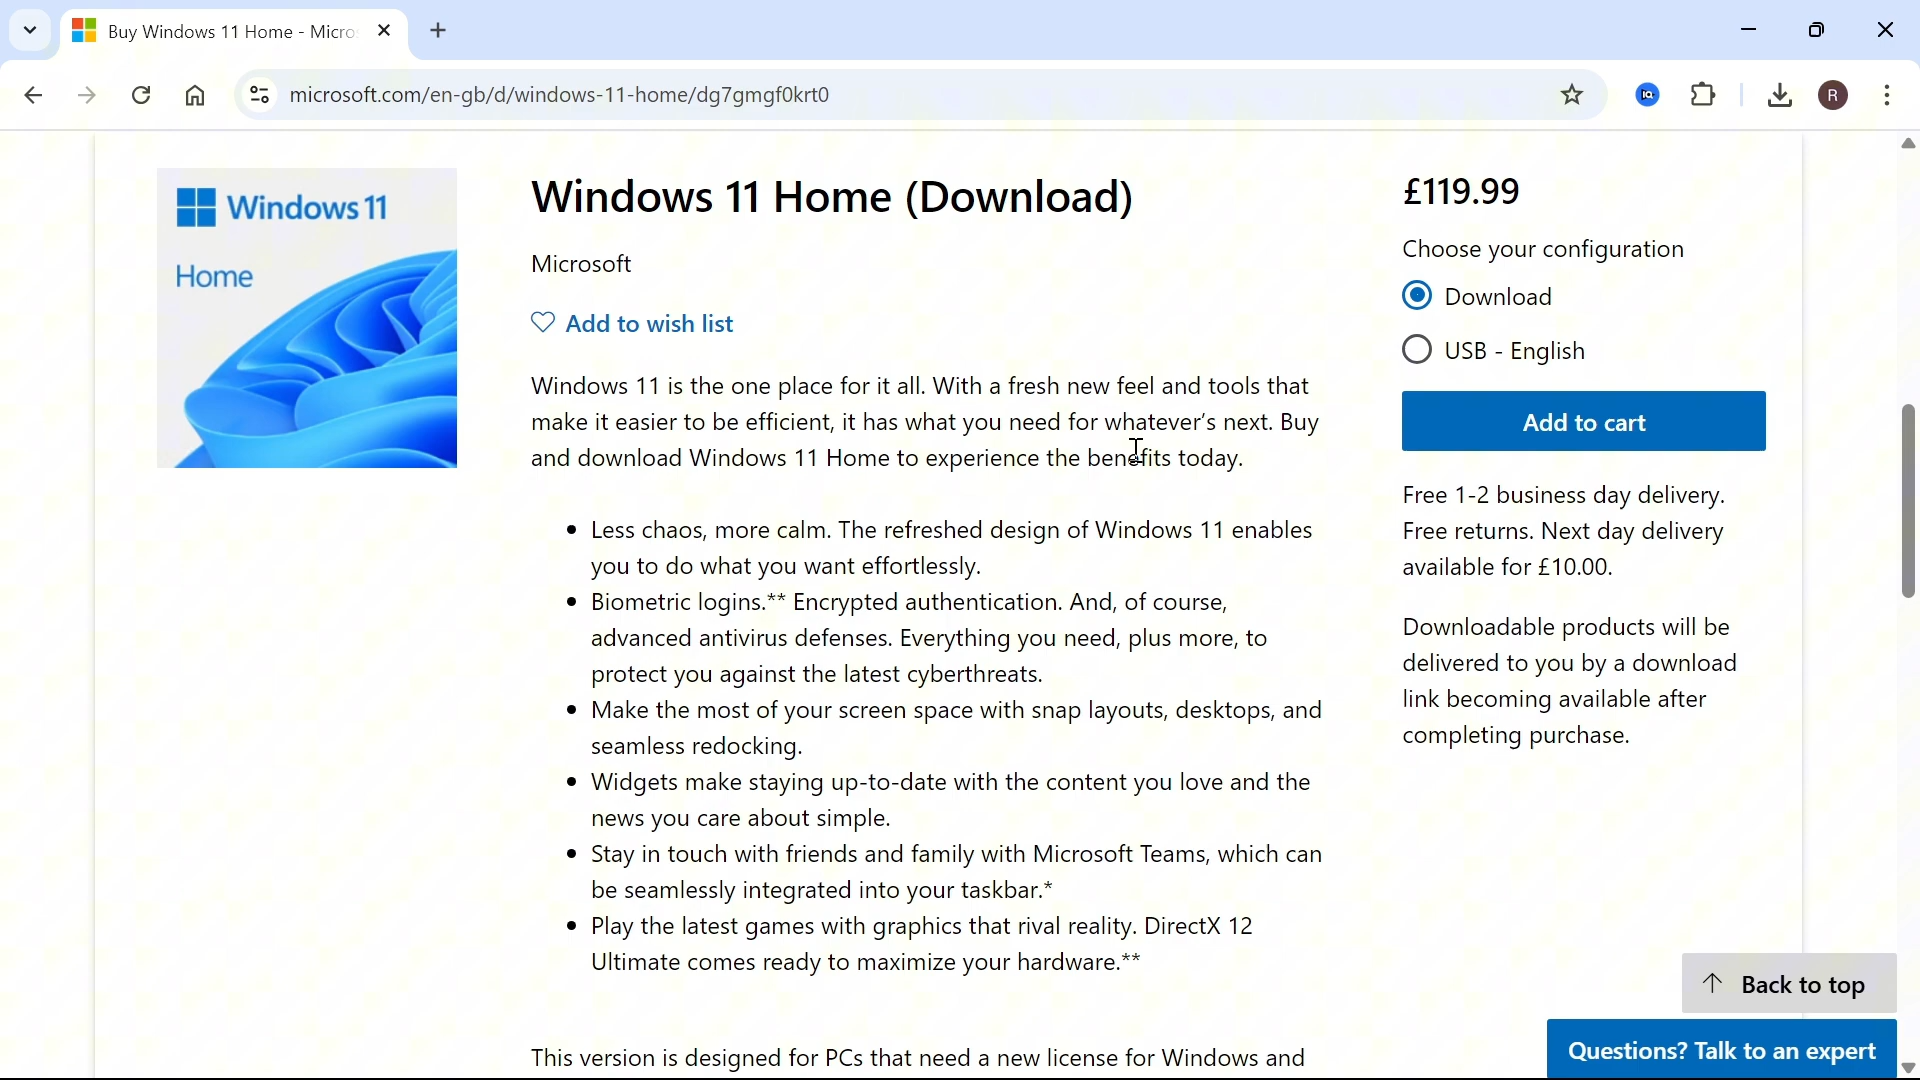 Buy Windows 11 Home - Micro
microsoft.com/en-gb/d/windows-11-home/dg7gmgf0krt0
R
Windows 11
Home
Windows 11 Home (Download)
Microsoft
Add to wish list
Windows 11 is the one place for it all. With a fresh new feel and tools that
make it easier to be efficient, it has what you need for whatever's next. Buy
and download Windows 11 Home to experience the benefits today.
• Less chaos, more calm. The refreshed design of Windows 11 enables
you to do what you want effortlessly.
• Biometric logins.** Encrypted authentication. And, of course,
advanced antivirus defenses. Everything you need, plus more, to
protect you against the latest cyberthreats.
• Make the most of your screen space with snap layouts, desktops, and
seamless redocking.
• Widgets make staying up-to-date with the content you love and the
news you care about simple.
• Stay in touch with friends and family with Microsoft Teams, which can
be seamlessly integrated into your taskbar.*
• Play the latest games with graphics that rival reality. DirectX 12
Ultimate comes ready to maximize your hardware.**
This version is designed for PCs that need a new license for Windows and
£119.99
Choose your configuration
Download
USB - English
Add to cart
Free 1-2 business day delivery.
Free returns. Next day delivery
available for £10.00.
Downloadable products will be
delivered to you by a download
link becoming available after
completing purchase.
Back to top
Questions? Talk to an expert